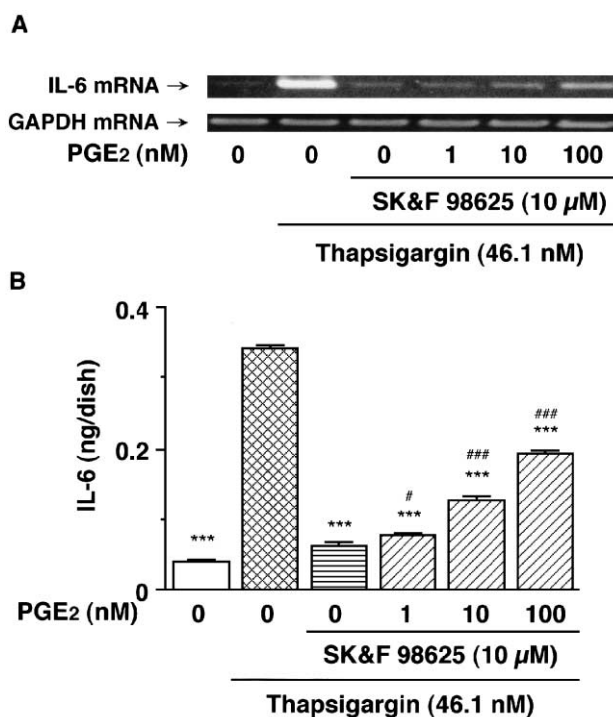 A
IL-6 mRNA →
GAPDH mRNA →
PGE2 (nM) 0 0 0 1 10 100
SK&F 98625 (10 µM)
Thapsigargin (46.1 nM)
B
0.4
0.2
0
IL-6 (ng/dish)
*** *** # *** ### *** ### ***
PGE2 (nM) 0 0 0 1 10 100
SK&F 98625 (10 µM)
Thapsigargin (46.1 nM)